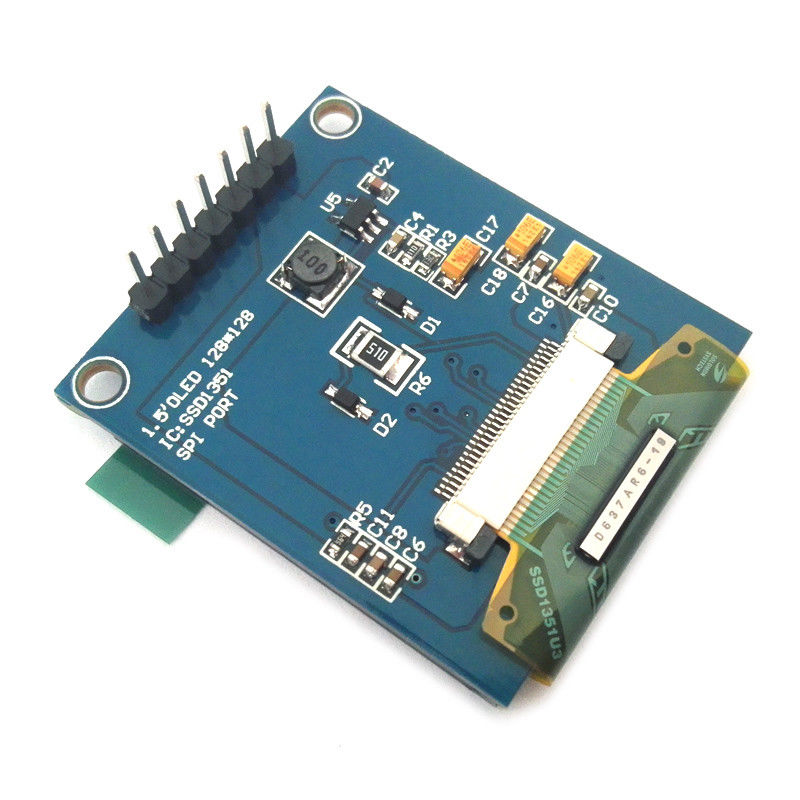 C2
U5
C4
R1
R3
C17
C18
C7
C16
C10
100
D1
510
R6
D2
1.5'OLED 128*128
IC:SSD1351
SPI PORT
R5
C11
C8
C6
D637AR6-10
SSD1351U3